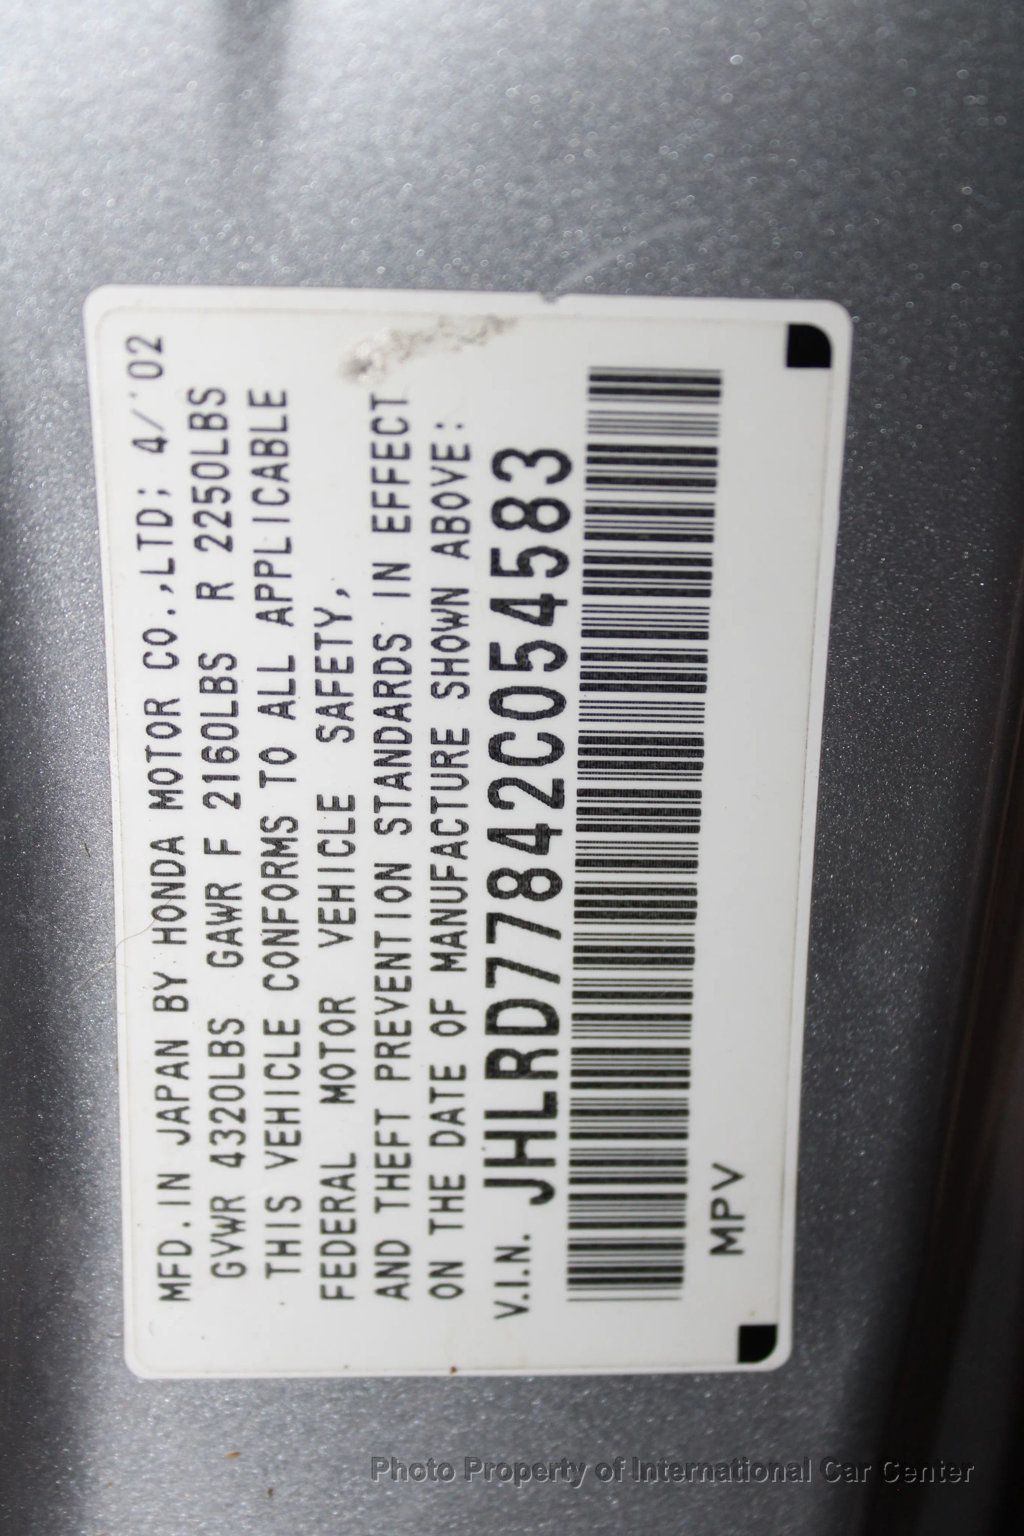 MFD. IN JAPAN BY HONDA MOTOR CO.,LTD; 4/'02
GVWR 4320LBS GAWR F 2160LBS R 2250LBS
THIS VEHICLE CONFORMS TO ALL APPLICABLE
FEDERAL MOTOR VEHICLE SAFETY,
AND THEFT PREVENTION STANDARDS IN EFFECT
ON THE DATE OF MANUFACTURE SHOWN ABOVE:
V.I.N. JHLRD77842C054583
MPV
Photo Property of International Car Center